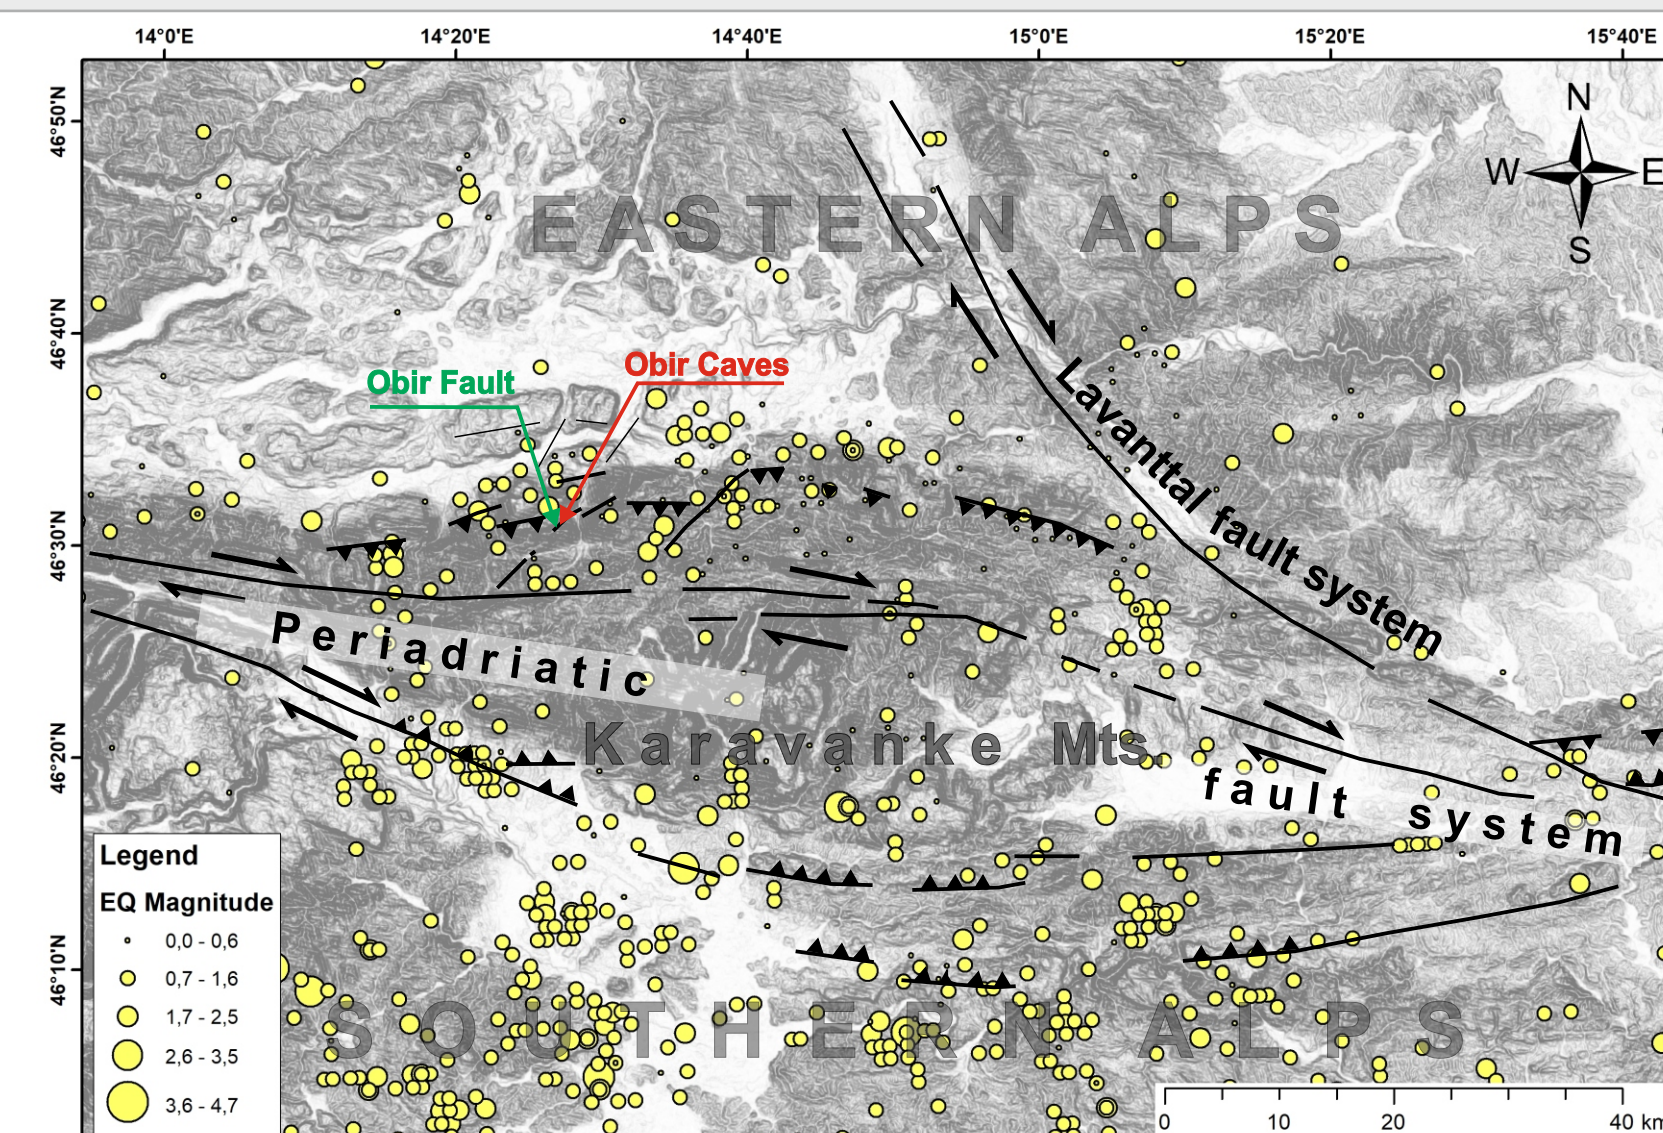 14°0'E 14°20'E 14°40'E 15°0'E 15°20'E 15°40'E
46°50'N
46°40'N
46°30'N
46°20'N
46°10'N
N
W E
S
EASTERN ALPS
Obir Caves
Obir Fault
Lavanttal fault system
Periadriatic
Karavanke Mts.
fault system
SOUTHERN ALPS
Legend
EQ Magnitude
0,0 - 0,6
0,7 - 1,6
1,7 - 2,5
2,6 - 3,5
3,6 - 4,7
0 10 20 40 km